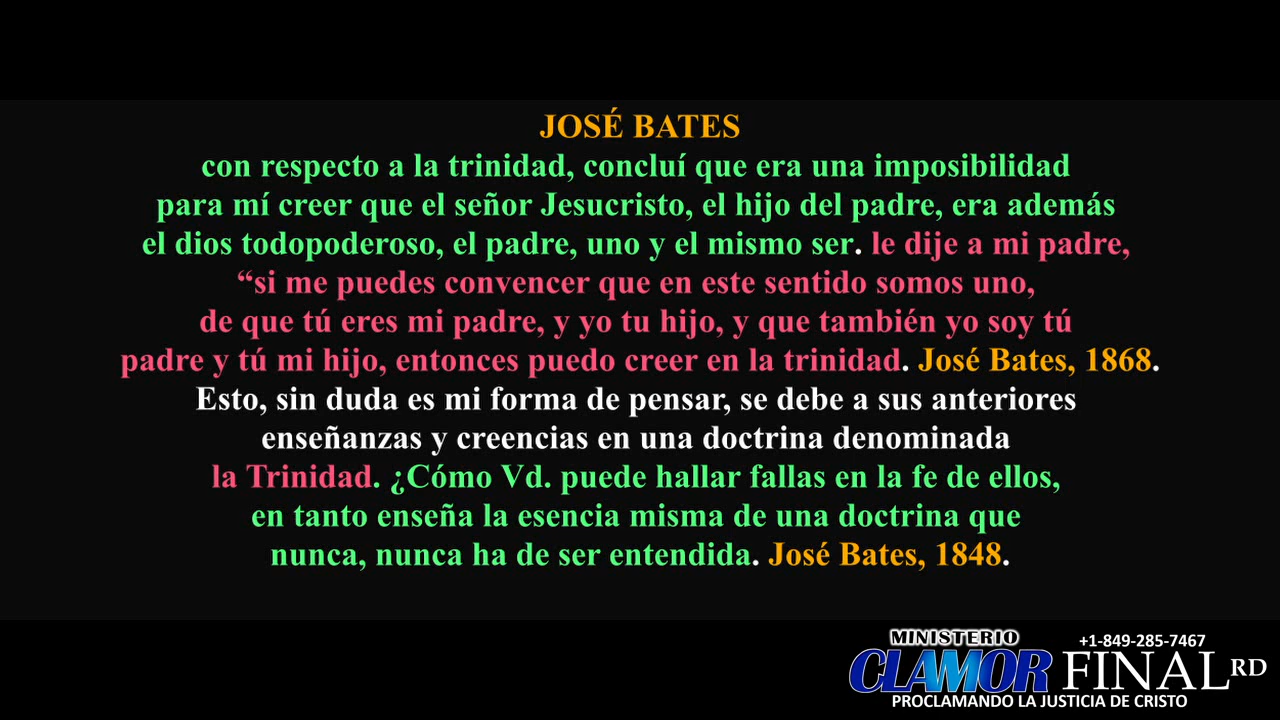 JOSÉ BATES
con respecto a la trinidad, concluí que era una imposibilidad
para mí creer que el señor Jesucristo, el hijo del padre, era además
el dios todopoderoso, el padre, uno y el mismo ser. le dije a mi padre,
“si me puedes convencer que en este sentido somos uno,
de que tú eres mi padre, y yo tu hijo, y que también yo soy tú
padre y tú mi hijo, entonces puedo creer en la trinidad. José Bates, 1868.
Esto, sin duda es mi forma de pensar, se debe a sus anteriores
enseñanzas y creencias en una doctrina denominada
la Trinidad. ¿Cómo Vd. puede hallar fallas en la fe de ellos,
en tanto enseña la esencia misma de una doctrina que
nunca, nunca ha de ser entendida. José Bates, 1848.
MINISTERIO
+1-849-285-7467
CLAMOR FINAL RD
PROCLAMANDO LA JUSTICIA DE CRISTO